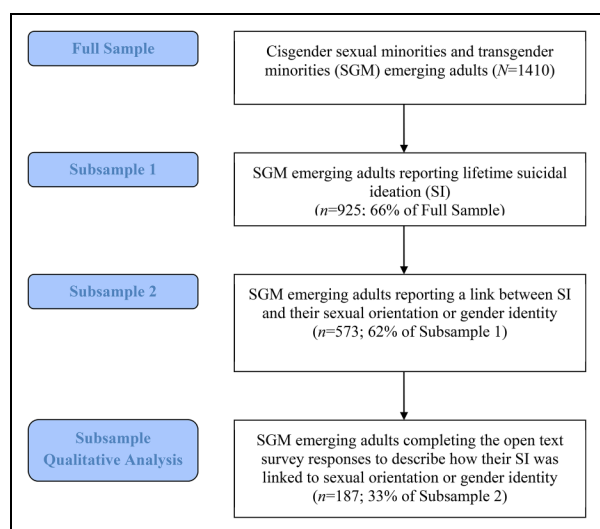 Full Sample
Cisgender sexual minorities and transgender
minorities (SGM) emerging adults (N=1410)
Subsample 1
SGM emerging adults reporting lifetime suicidal
ideation (SI)
(n=925; 66% of Full Sample)
Subsample 2
SGM emerging adults reporting a link between SI
and their sexual orientation or gender identity
(n=573; 62% of Subsample 1)
Subsample
Qualitative Analysis
SGM emerging adults completing the open text
survey responses to describe how their SI was
linked to sexual orientation or gender identity
(n=187; 33% of Subsample 2)